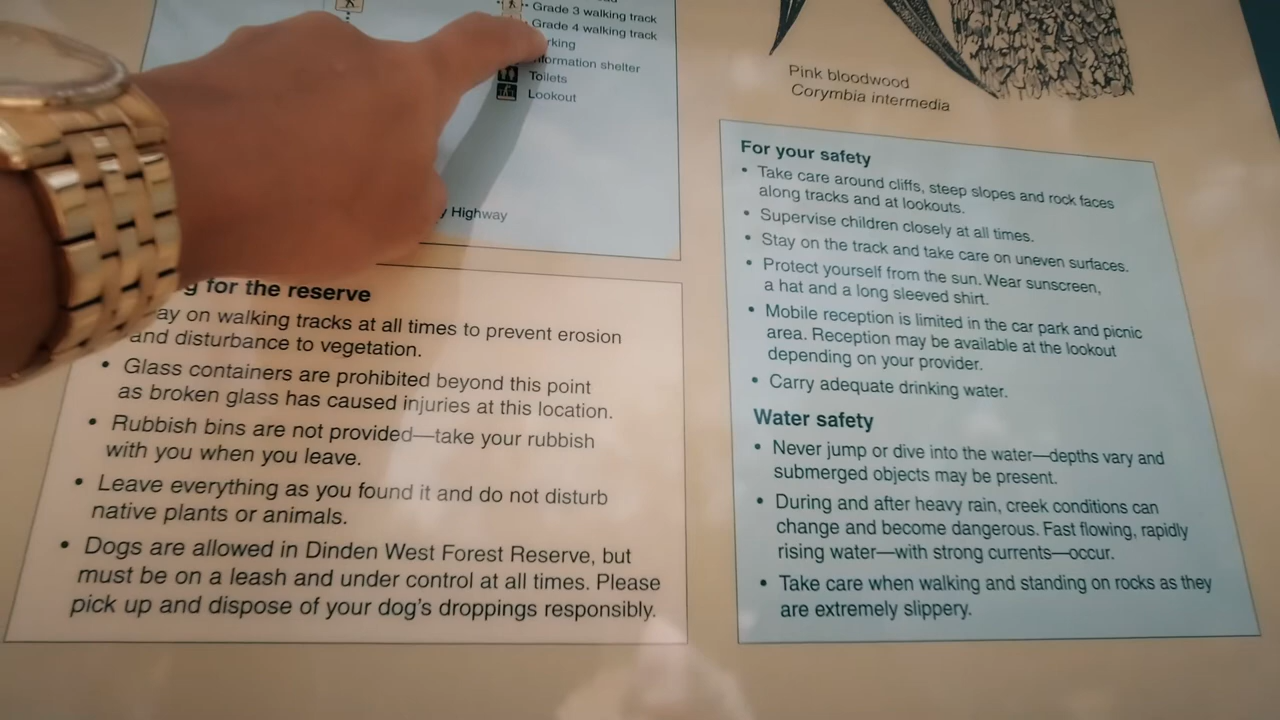 Grade 3 walking track
Grade 4 walking track
rking
formation shelter
Toilets
Lookout
y Highway
Pink bloodwood
Corymbia intermedia
g for the reserve
ay on walking tracks at all times to prevent erosion
and disturbance to vegetation.
• Glass containers are prohibited beyond this point
as broken glass has caused injuries at this location.
• Rubbish bins are not provided—take your rubbish
with you when you leave.
• Leave everything as you found it and do not disturb
native plants or animals.
• Dogs are allowed in Dinden West Forest Reserve, but
must be on a leash and under control at all times. Please
pick up and dispose of your dog's droppings responsibly.
For your safety
• Take care around cliffs, steep slopes and rock faces
along tracks and at lookouts.
• Supervise children closely at all times.
• Stay on the track and take care on uneven surfaces.
• Protect yourself from the sun. Wear sunscreen,
a hat and a long sleeved shirt.
• Mobile reception is limited in the car park and picnic
area. Reception may be available at the lookout
depending on your provider.
• Carry adequate drinking water.
Water safety
• Never jump or dive into the water—depths vary and
submerged objects may be present.
• During and after heavy rain, creek conditions can
change and become dangerous. Fast flowing, rapidly
rising water—with strong currents—occur.
• Take care when walking and standing on rocks as they
are extremely slippery.